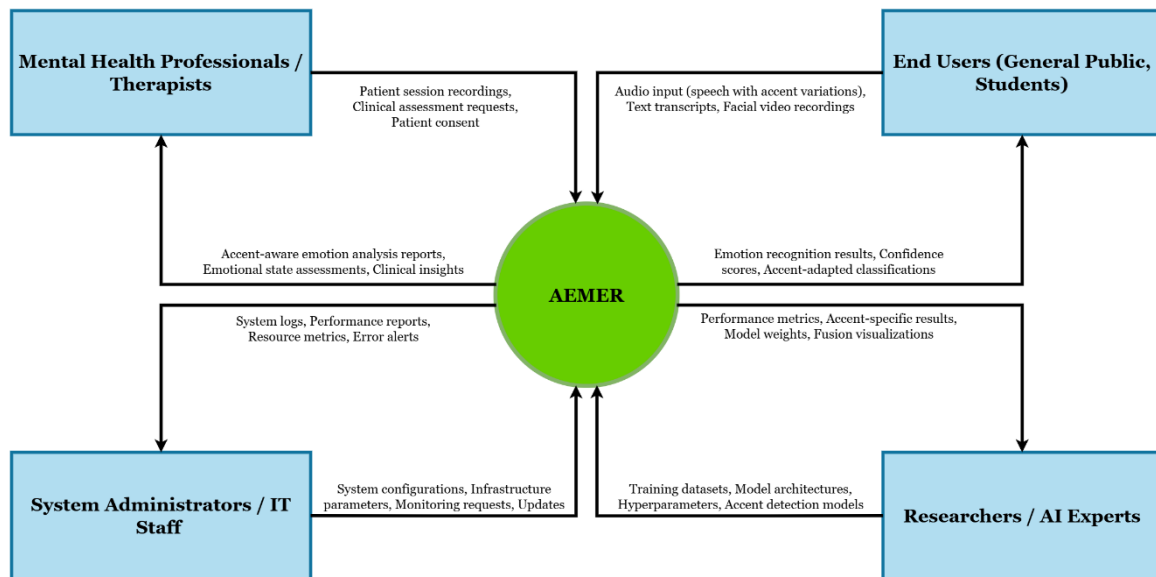 Mental Health Professionals /
Therapists
End Users (General Public,
Students)
Patient session recordings,
Clinical assessment requests,
Patient consent
Audio input (speech with accent variations),
Text transcripts, Facial video recordings
Accent-aware emotion analysis reports,
Emotional state assessments, Clinical insights
Emotion recognition results, Confidence
scores, Accent-adapted classifications
AEMER
System logs, Performance reports,
Resource metrics, Error alerts
Performance metrics, Accent-specific results,
Model weights, Fusion visualizations
System Administrators / IT
Staff
System configurations, Infrastructure
parameters, Monitoring requests, Updates
Training datasets, Model architectures,
Hyperparameters, Accent detection models
Researchers / AI Experts